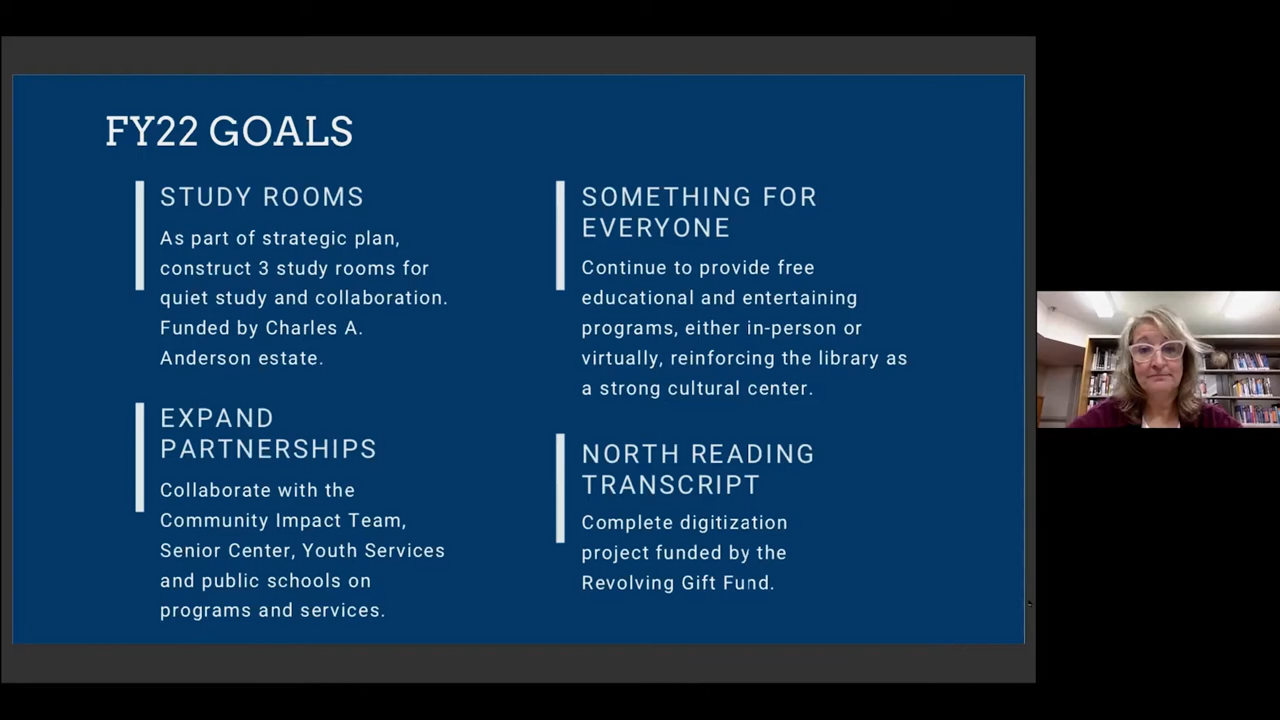 FY22 GOALS
STUDY ROOMS
As part of strategic plan,
construct 3 study rooms for
quiet study and collaboration.
Funded by Charles A.
Anderson estate.
EXPAND
PARTNERSHIPS
Collaborate with the
Community Impact Team,
Senior Center, Youth Services
and public schools on
programs and services.
SOMETHING FOR
EVERYONE
Continue to provide free
educational and entertaining
programs, either in-person or
virtually, reinforcing the library as
a strong cultural center.
NORTH READING
TRANSCRIPT
Complete digitization
project funded by the
Revolving Gift Fund.